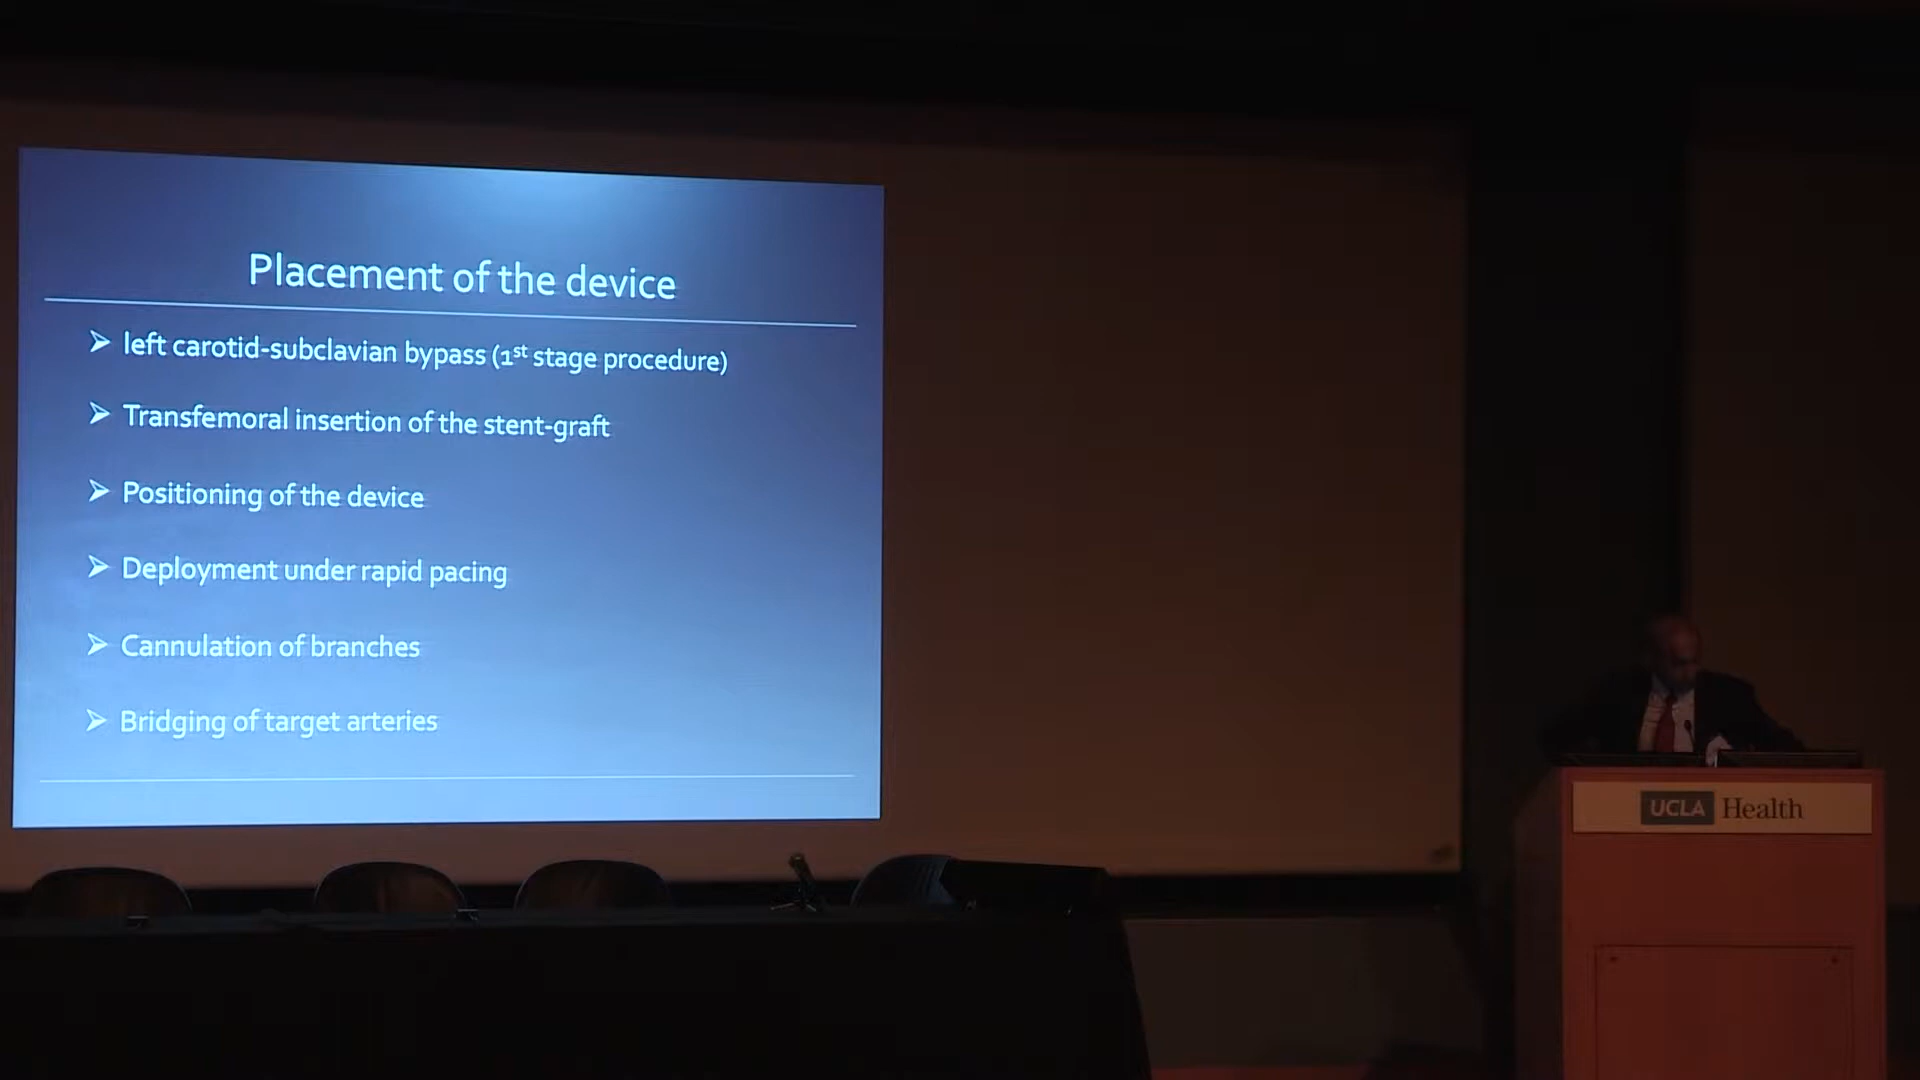 Placement of the device
left carotid-subclavian bypass (1st stage procedure)
Transfemoral insertion of the stent-graft
Positioning of the device
Deployment under rapid pacing
Cannulation of branches
Bridging of target arteries
UCLA Health